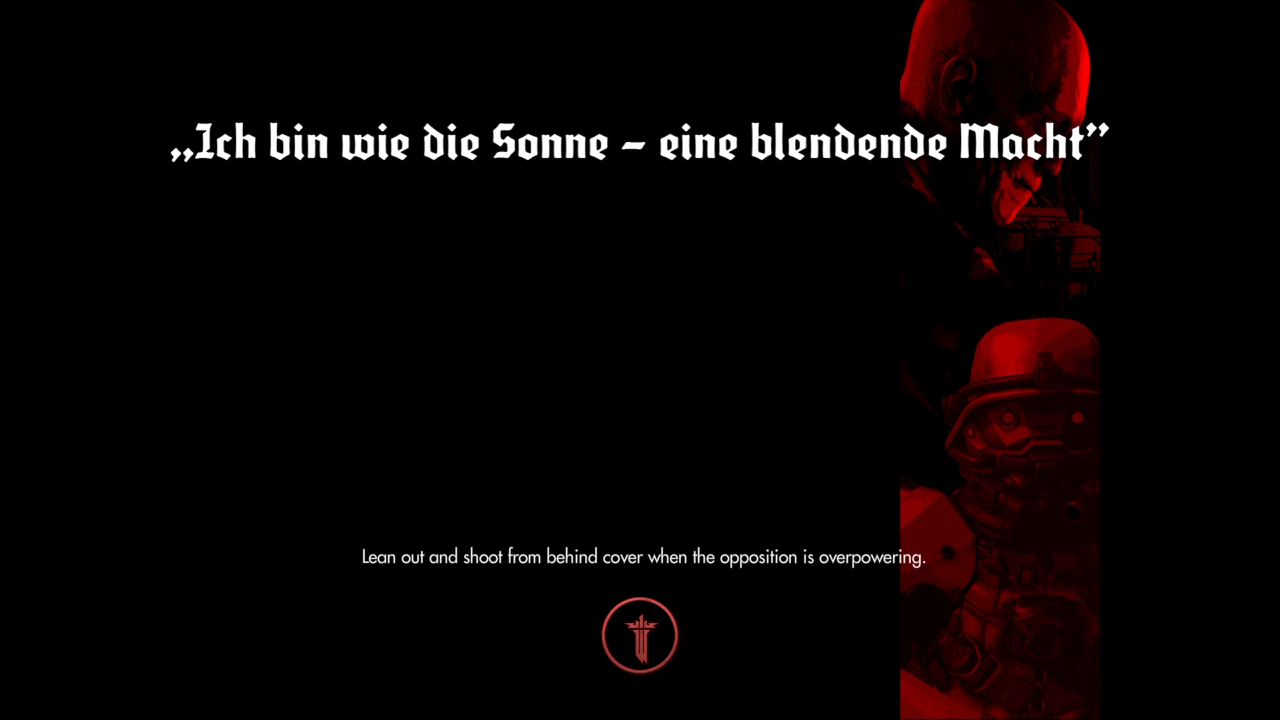 „Ich bin wie die Sonne – eine blendende Macht”
Lean out and shoot from behind cover when the opposition is overpowering.